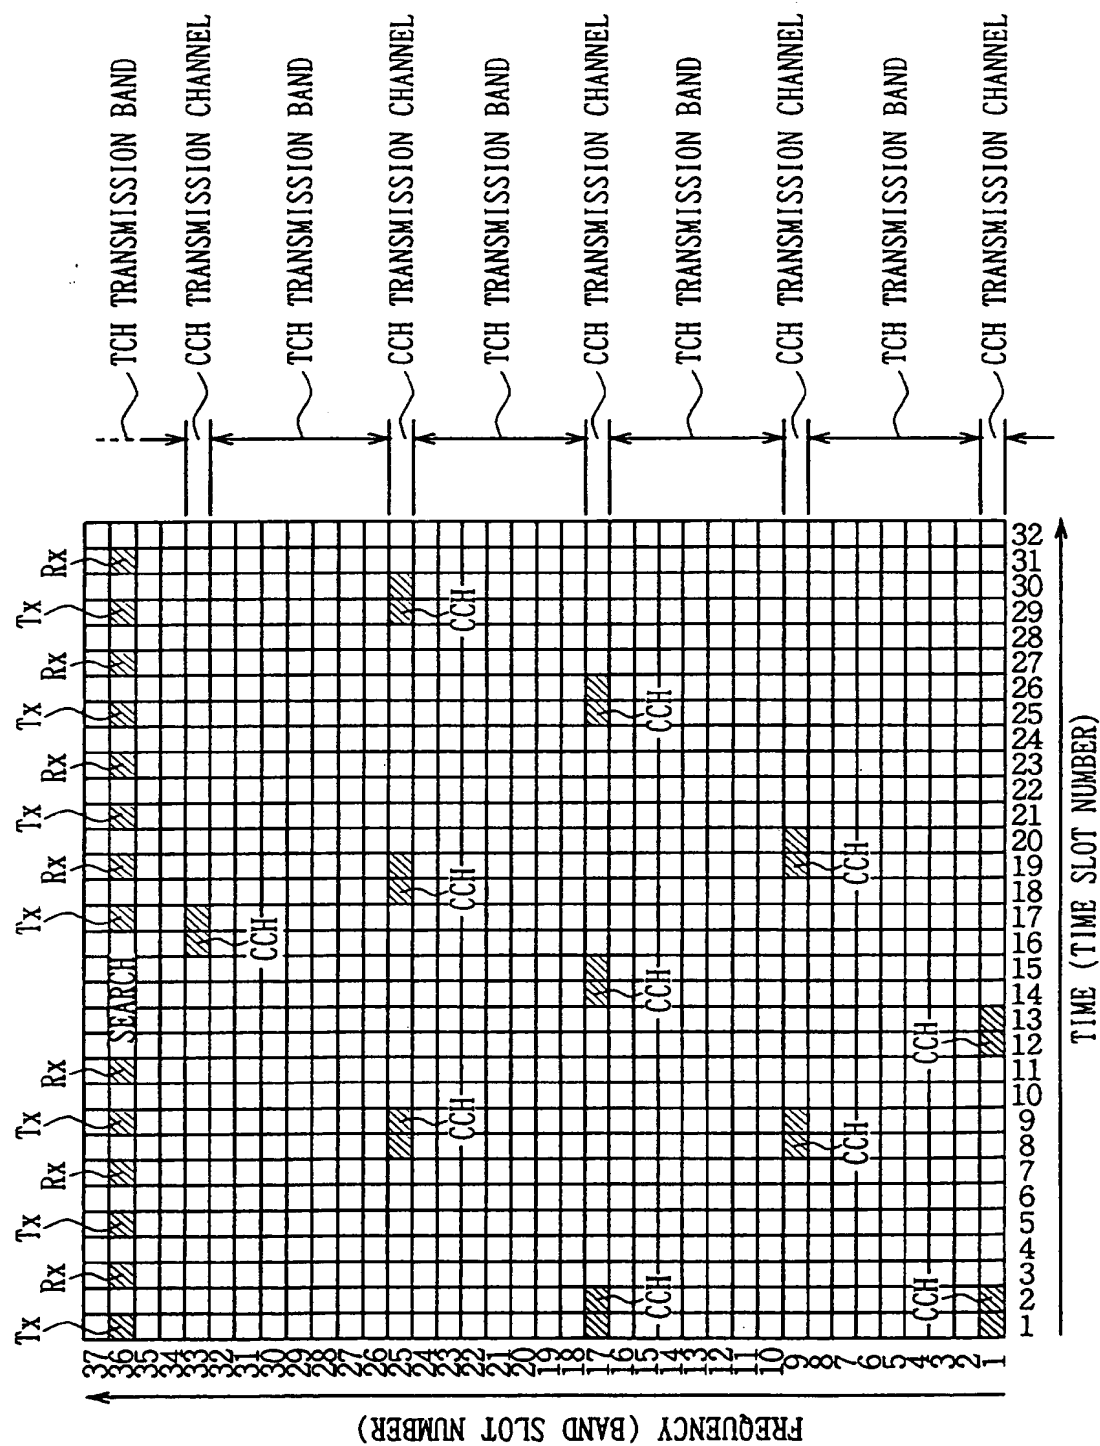 Tx Rx Tx Rx Tx Rx Tx Rx Tx Rx Tx Rx Tx Rx
37
36 SEARCH
35
34
33
32
31
30 CCH
29
28
27
26
25
24
23 CCH CCH CCH
22
21
20
19
18
17
16
15 CCH CCH CCH
14
13
12
11
10
9
8
7 CCH CCH
6
5
4 CCH CCH
3
2
1
1 2 3 4 5 6 7 8 9 10 11 12 13 14 15 16 17 18 19 20 21 22 23 24 25 26 27 28 29 30 31 32
TIME (TIME SLOT NUMBER)
FREQUENCY (BAND SLOT NUMBER)
TCH TRANSMISSION BAND
CCH TRANSMISSION CHANNEL
TCH TRANSMISSION BAND
CCH TRANSMISSION CHANNEL
TCH TRANSMISSION BAND
CCH TRANSMISSION CHANNEL
TCH TRANSMISSION BAND
CCH TRANSMISSION CHANNEL
TCH TRANSMISSION BAND
CCH TRANSMISSION CHANNEL